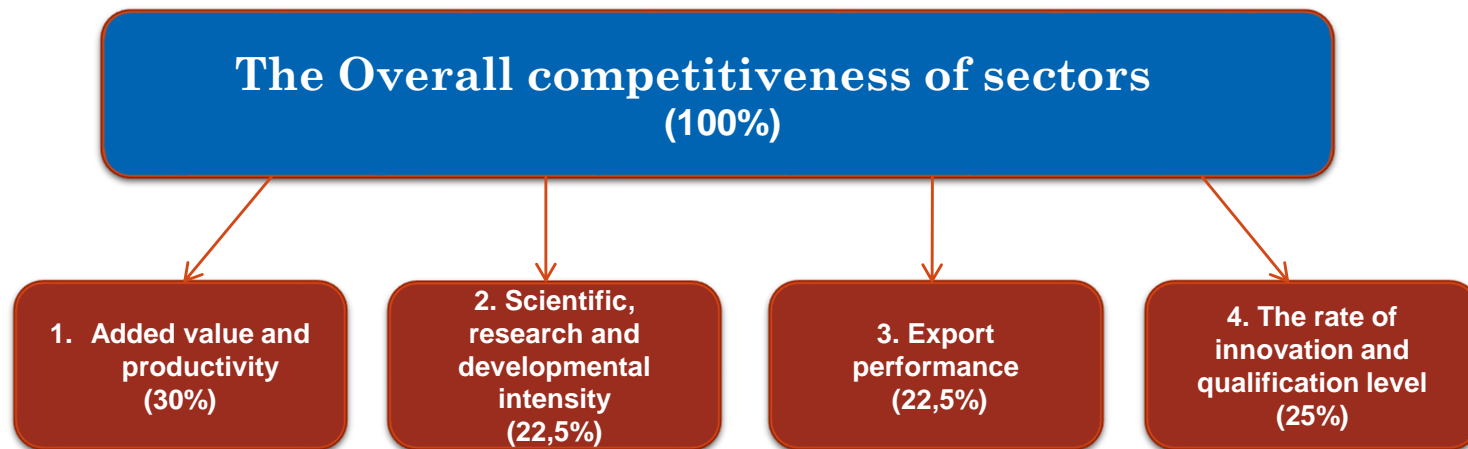 The Overall competitiveness of sectors
(100%)
1. Added value and
productivity
(30%)
2. Scientific,
research and
developmental
intensity
(22,5%)
3. Export
performance
(22,5%)
4. The rate of
innovation and
qualification level
(25%)